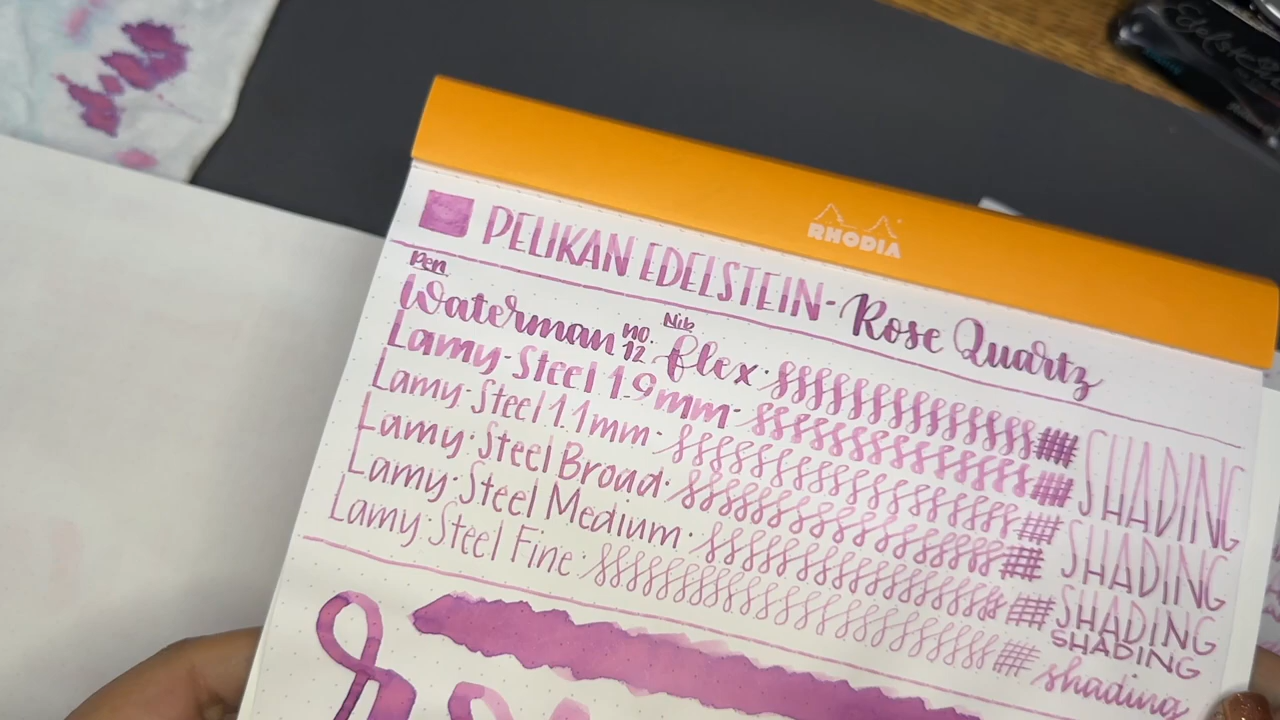 Edelstein
RHODIA
PELIKAN EDELSTEIN - Rose Quartz
Pen Nib
Waterman no. 12 flex · SHADING
Lamy · Steel 1.9mm ·
Lamy · Steel 1.1mm · SHADING
Lamy · Steel Broad · SHADING
Lamy · Steel Medium · SHADING
Lamy · Steel Fine · shading